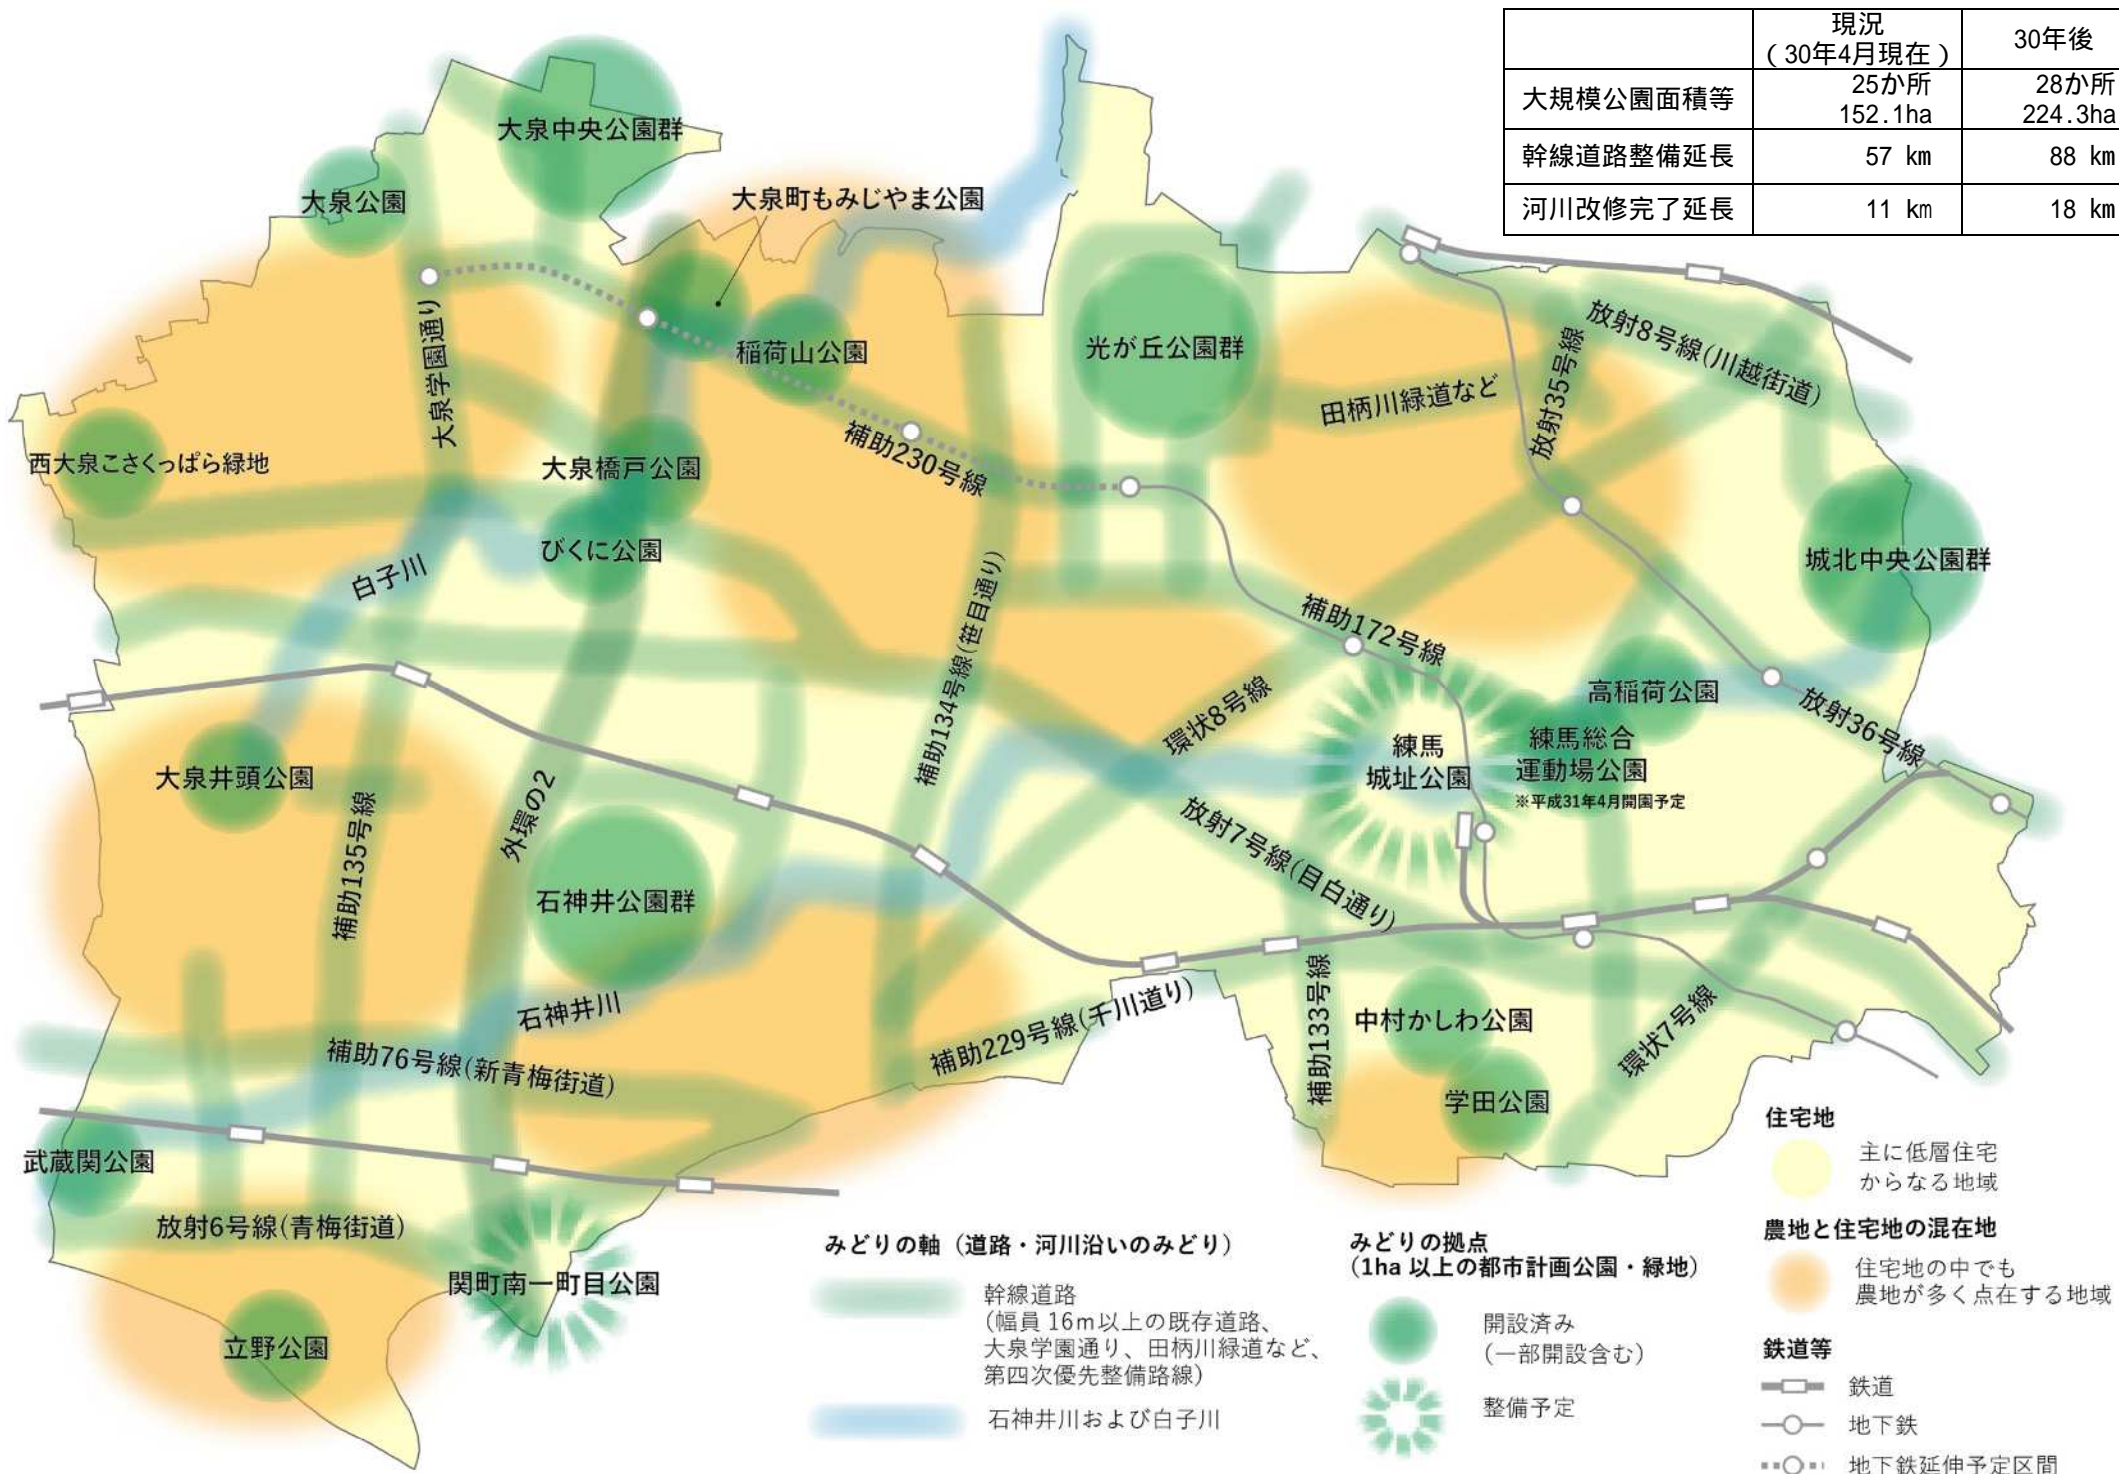 現況
(30年4月現在)
30年後
大規模公園面積等
25か所
152.1ha
28か所
224.3ha
幹線道路整備延長
57 km
88 km
河川改修完了延長
11 km
18 km
大泉中央公園群
大泉公園
大泉町もみじやま公園
稲荷山公園
光が丘公園群
放射8号線(川越街道)
放射35号線
田柄川緑道など
大泉学園通り
補助230号線
西大泉こさくっぱら緑地
大泉橋戸公園
びくに公園
白子川
城北中央公園群
補助134号線(笹目通り)
補助172号線
高稲荷公園
環状8号線
放射36号線
練馬
城址公園
練馬総合
運動場公園
※平成31年4月開園予定
大泉井頭公園
補助135号線
外環の2
放射7号線(目白通り)
石神井公園群
石神井川
補助76号線(新青梅街道)
補助229号線(千川道り)
補助133号線
中村かしわ公園
環状7号線
学田公園
武蔵関公園
放射6号線(青梅街道)
関町南一町目公園
立野公園
みどりの軸(道路・河川沿いのみどり)
幹線道路
(幅員 16m以上の既存道路、
大泉学園通り、田柄川緑道など、
第四次優先整備路線)
石神井川および白子川
みどりの拠点
(1ha 以上の都市計画公園・緑地)
開設済み
(一部開設含む)
整備予定
住宅地
主に低層住宅
からなる地域
農地と住宅地の混在地
住宅地の中でも
農地が多く点在する地域
鉄道等
鉄道
地下鉄
地下鉄延伸予定区間